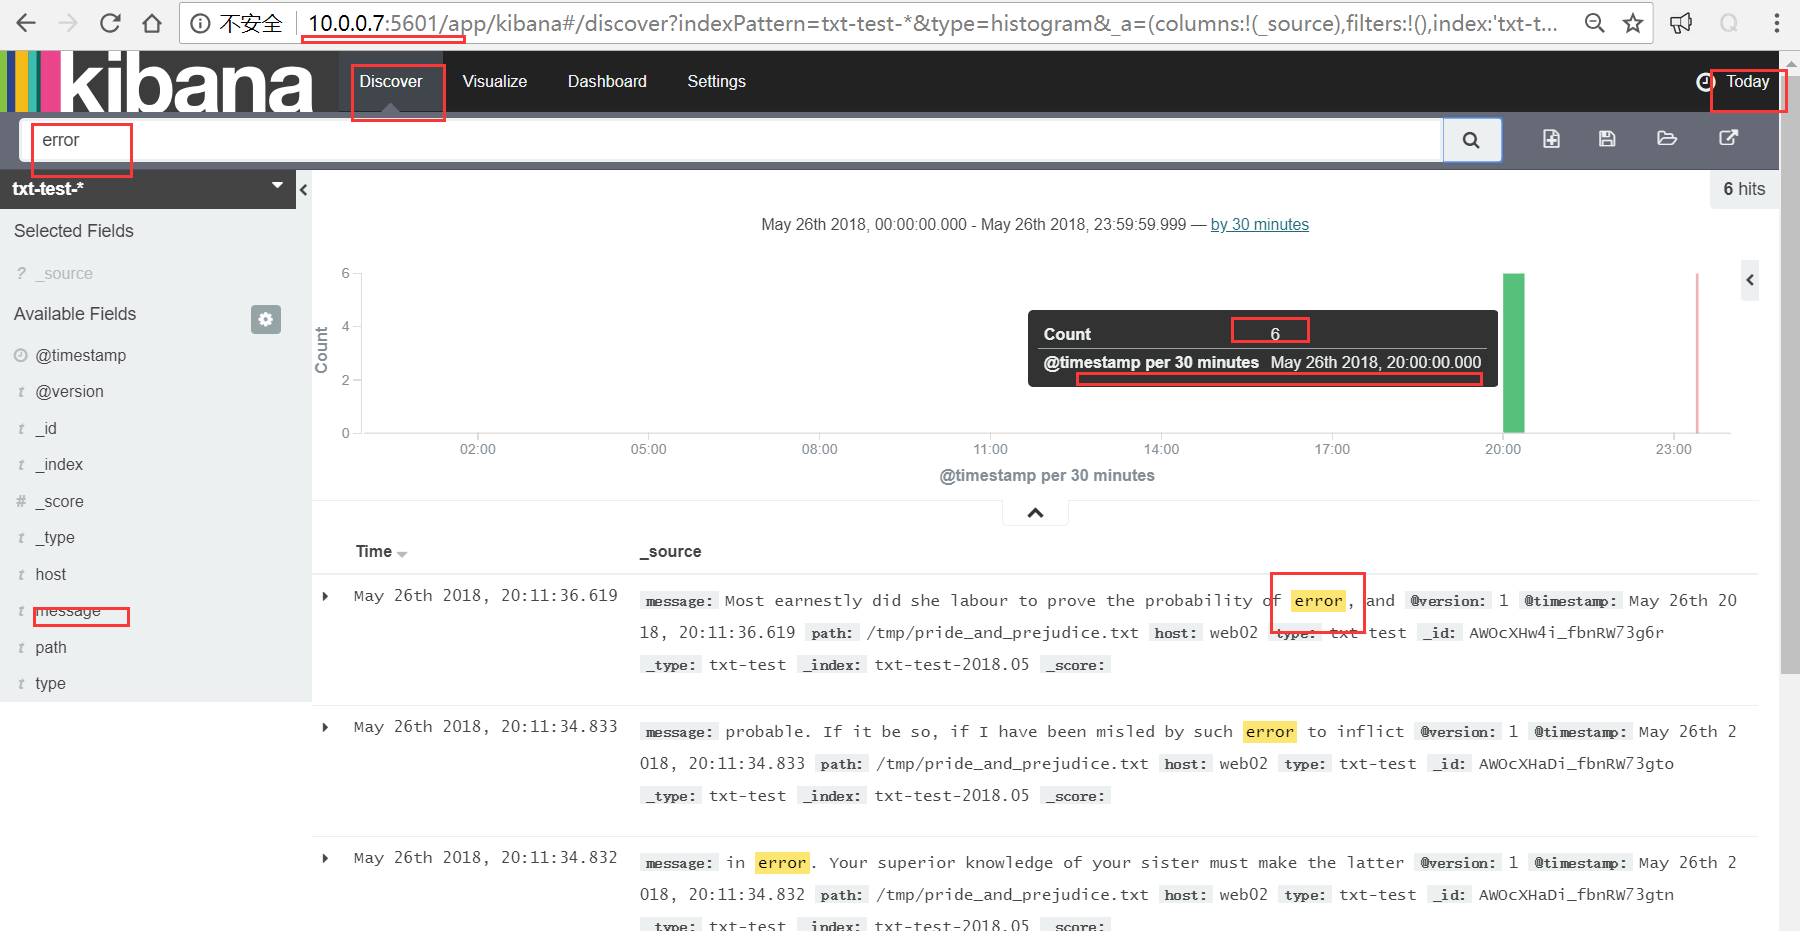 不安全 10.0.0.7:5601/app/kibana#/discover?indexPattern=txt-test-*&type=histogram&_a=(columns:!(_source),filters:!(),index:'txt-t...
kibana Discover Visualize Dashboard Settings Today
error
txt-test-*
6 hits
Selected Fields
? _source
Available Fields
@timestamp
t @version
t _id
t _index
# _score
t _type
t host
t message
t path
t type
May 26th 2018, 00:00:00.000 - May 26th 2018, 23:59:59.999 — by 30 minutes
Count
6
4
2
0
Count 6
@timestamp per 30 minutes May 26th 2018, 20:00:00.000
02:00 05:00 08:00 11:00 14:00 17:00 20:00 23:00
@timestamp per 30 minutes
Time _source
May 26th 2018, 20:11:36.619 message: Most earnestly did she labour to prove the probability of error, and @version: 1 @timestamp: May 26th 20
18, 20:11:36.619 path: /tmp/pride_and_prejudice.txt host: web02 type: txt-test _id: AWOcXHw4i_fbnRW73g6r
_type: txt-test _index: txt-test-2018.05 _score:
May 26th 2018, 20:11:34.833 message: probable. If it be so, if I have been misled by such error to inflict @version: 1 @timestamp: May 26th 2
018, 20:11:34.833 path: /tmp/pride_and_prejudice.txt host: web02 type: txt-test _id: AWOcXHaDi_fbnRW73gto
_type: txt-test _index: txt-test-2018.05 _score:
May 26th 2018, 20:11:34.832 message: in error. Your superior knowledge of your sister must make the latter @version: 1 @timestamp: May 26th 2
018, 20:11:34.832 path: /tmp/pride_and_prejudice.txt host: web02 type: txt-test _id: AWOcXHaDi_fbnRW73gtn
_type: txt-test _index: txt-test-2018.05 _score: